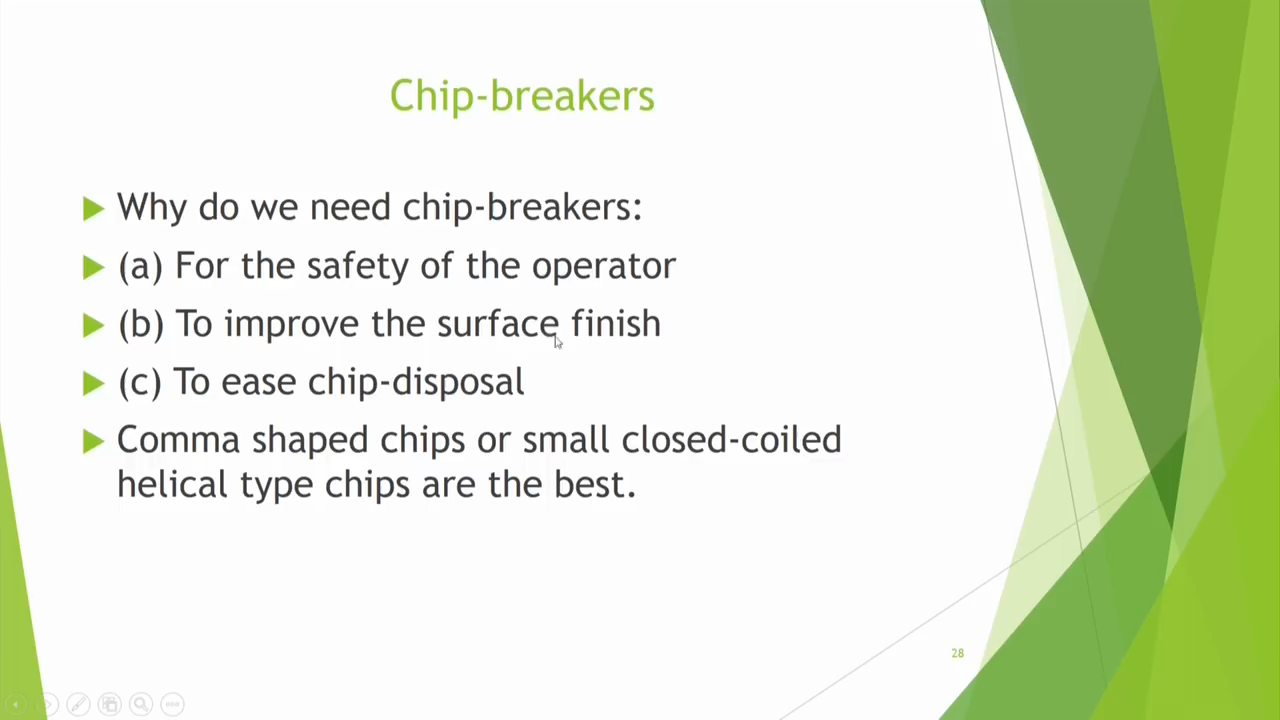 Chip-breakers
Why do we need chip-breakers:
(a) For the safety of the operator
(b) To improve the surface finish
(c) To ease chip-disposal
Comma shaped chips or small closed-coiled
helical type chips are the best.
28